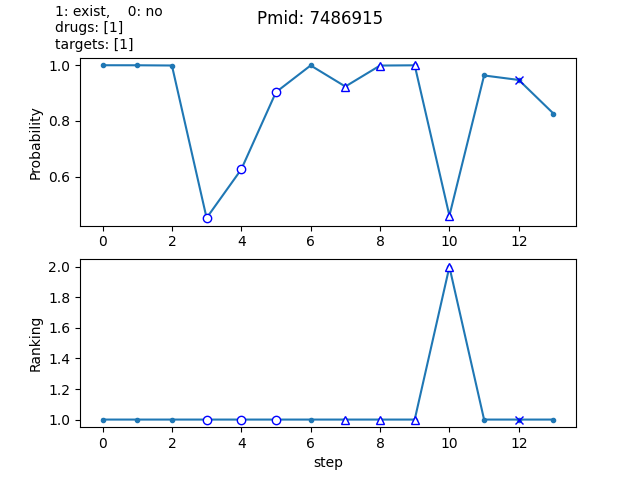 1: exist,    0: no
drugs: [1]
targets: [1]
Pmid: 7486915
Probability
1.0
0.8
0.6
0 2 4 6 8 10 12
Ranking
2.0
1.8
1.6
1.4
1.2
1.0
0 2 4 6 8 10 12
step